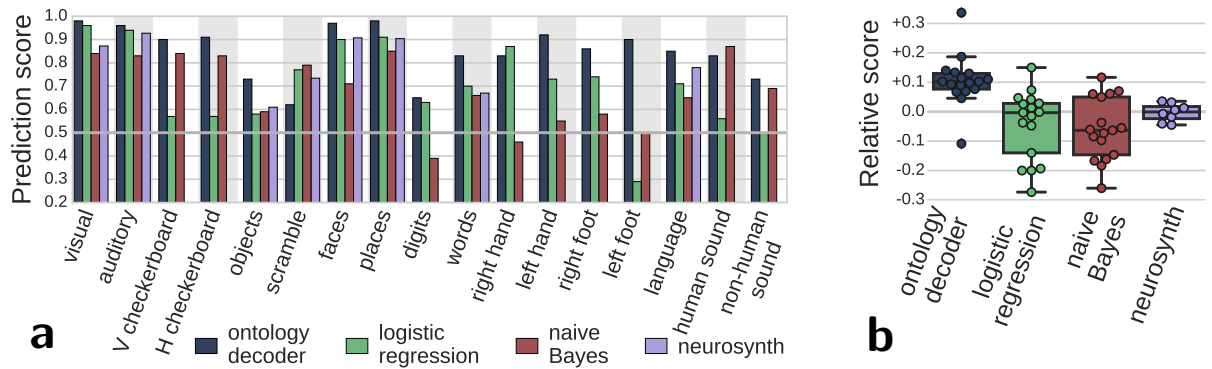 Prediction score
1.0
0.9
0.8
0.7
0.6
0.5
0.4
0.3
0.2
visual
auditory
V checkerboard
H checkerboard
objects
scramble
faces
places
digits
words
right hand
left hand
right foot
left foot
language
human sound
non-human
sound
a
ontology
decoder
logistic
regression
naive
Bayes
neurosynth
Relative score
+0.3
+0.2
+0.1
0.0
-0.1
-0.2
-0.3
ontology
decoder
logistic
regression
naive
Bayes
neurosynth
b